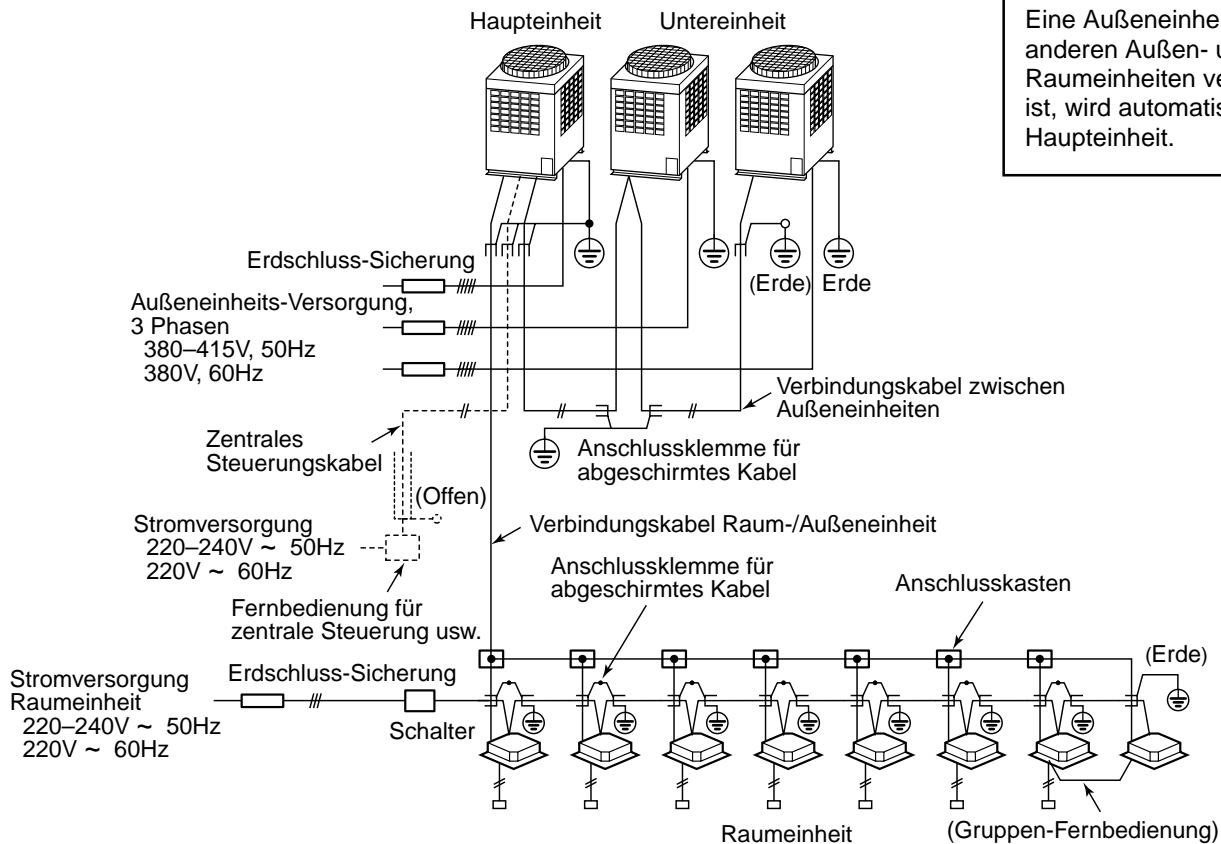 Haupteinheit
Untereinheit
Eine Außeneinhe
anderen Außen- u
Raumeinheiten ve
ist, wird automatis
Haupteinheit.
Erdschluss-Sicherung
(Erde)
Erde
Außeneinheits-Versorgung,
3 Phasen
380–415V, 50Hz
380V, 60Hz
Verbindungskabel zwischen
Außeneinheiten
Zentrales
Steuerungskabel
Anschlussklemme für
abgeschirmtes Kabel
(Offen)
Stromversorgung
220–240V ~ 50Hz
220V ~ 60Hz
Verbindungskabel Raum-/Außeneinheit
Anschlussklemme für
abgeschirmtes Kabel
Anschlusskasten
Fernbedienung für
zentrale Steuerung usw.
(Erde)
Stromversorgung
Raumeinheit
220–240V ~ 50Hz
220V ~ 60Hz
Erdschluss-Sicherung
Schalter
Raumeinheit
(Gruppen-Fernbedienung)